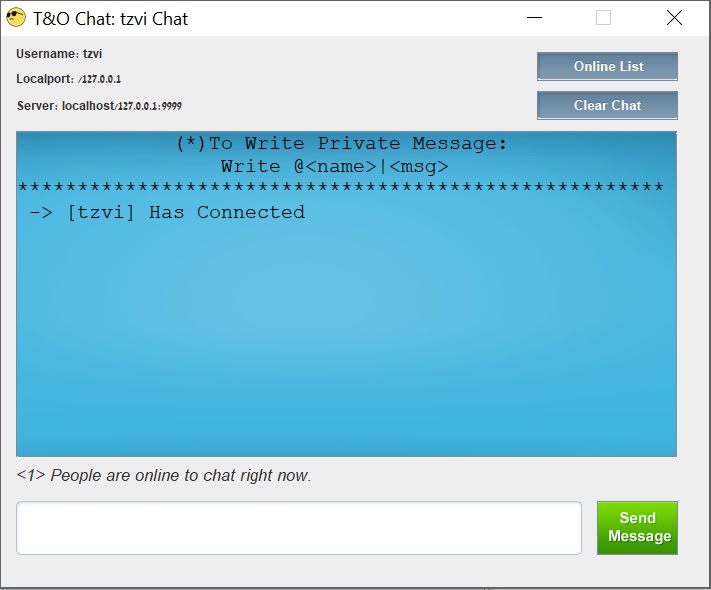 T&O Chat: tzvi Chat
Username: tzvi
Localport: /127.0.0.1
Server: localhost/127.0.0.1:9999
Online List
Clear Chat
(*)To Write Private Message:
Write @<name>|<msg>
******************************************************
-> [tzvi] Has Connected
<1> People are online to chat right now.
Send
Message